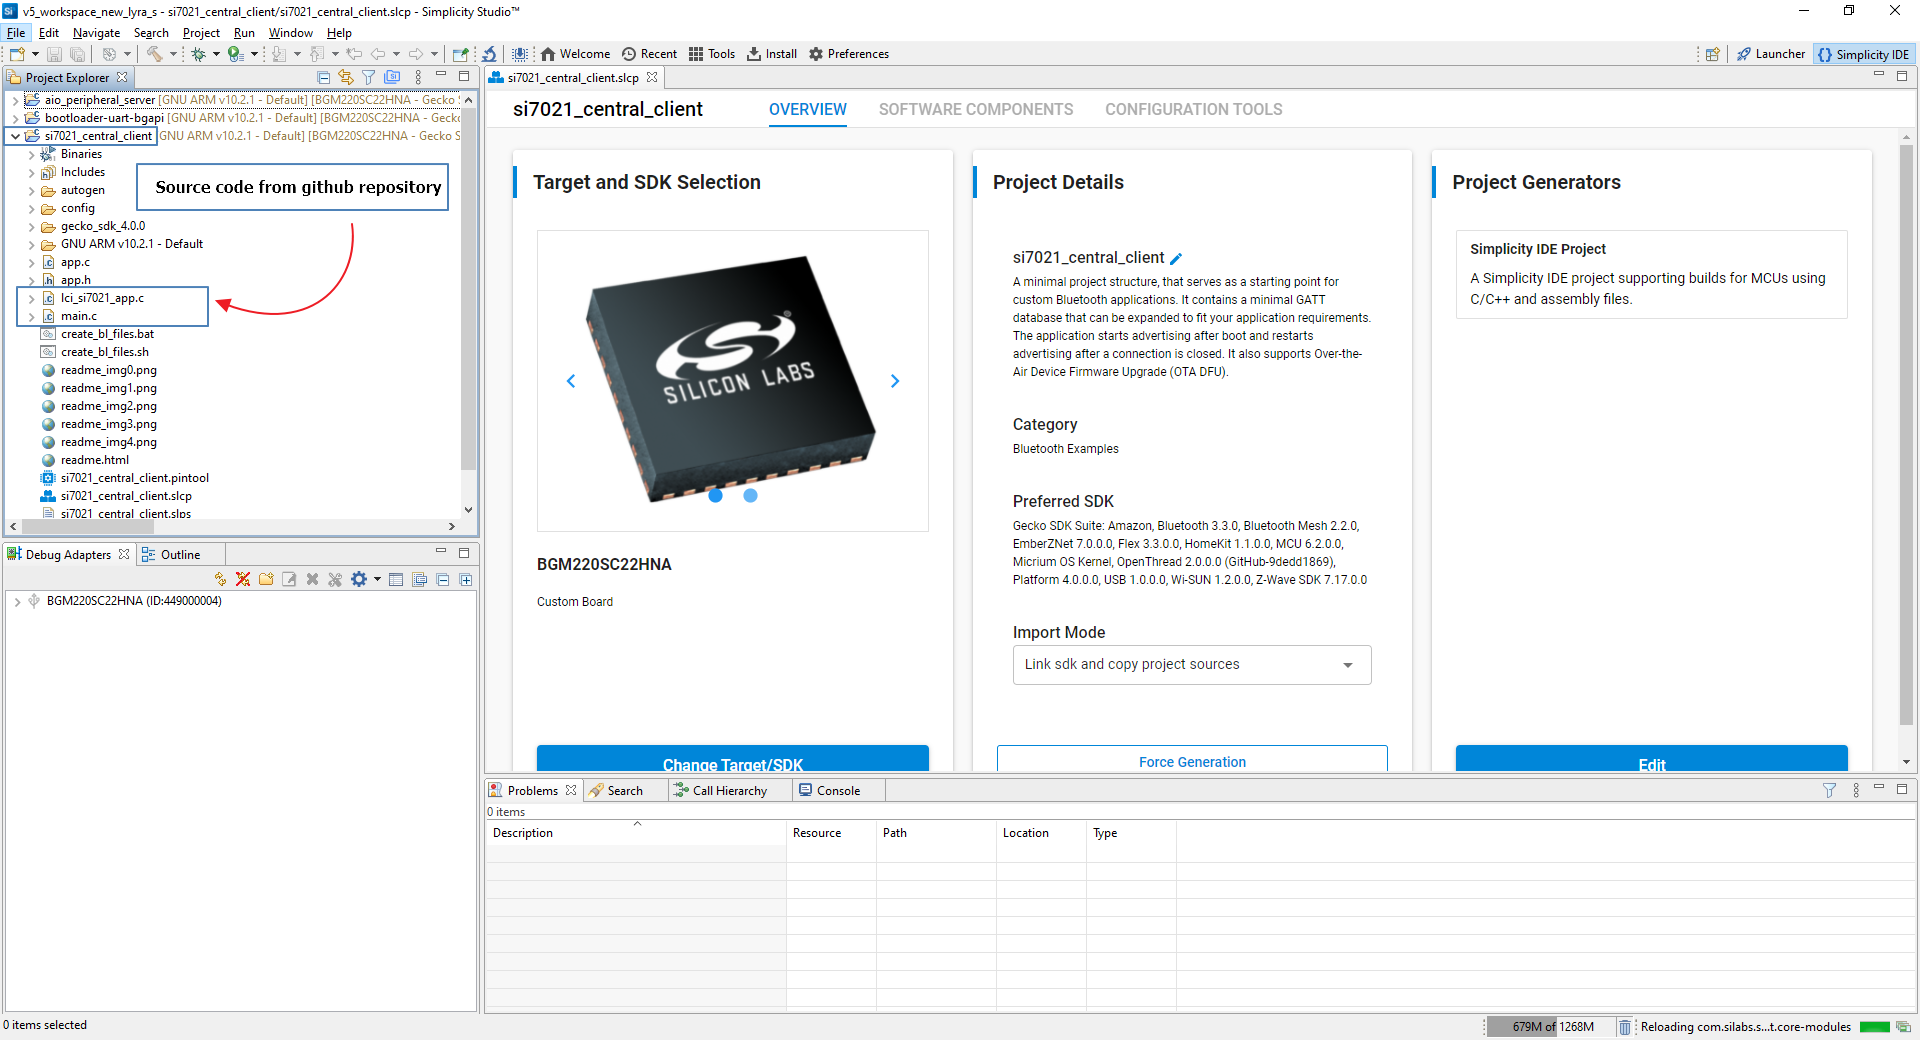 v5_workspace_new_lyra_s - si7021_central_client/si7021_central_client.slcp - Simplicity Studio™
File Edit Navigate Search Project Run Window Help
Welcome Recent Tools Install Preferences Launcher Simplicity IDE
Project Explorer
aio_peripheral_server [GNU ARM v10.2.1 - Default] [BGM220SC22HNA - Gecko S
bootloader-uart-bgapi [GNU ARM v10.2.1 - Default] [BGM220SC22HNA - Gecko
si7021_central_client GNU ARM v10.2.1 - Default] [BGM220SC22HNA - Gecko S
Binaries
Includes
autogen
config
gecko_sdk_4.0.0
GNU ARM v10.2.1 - Default
app.c
app.h
lci_si7021_app.c
main.c
create_bl_files.bat
create_bl_files.sh
readme_img0.png
readme_img1.png
readme_img2.png
readme_img3.png
readme_img4.png
readme.html
si7021_central_client.pintool
si7021_central_client.slcp
si7021_central_client.slps
Source code from github repository
Debug Adapters Outline
BGM220SC22HNA (ID:449000004)
si7021_central_client.slcp
si7021_central_client OVERVIEW SOFTWARE COMPONENTS CONFIGURATION TOOLS
Target and SDK Selection
SILICON LABS
BGM220SC22HNA
Custom Board
Change Target/SDK
Project Details
si7021_central_client
A minimal project structure, that serves as a starting point for
custom Bluetooth applications. It contains a minimal GATT
database that can be expanded to fit your application requirements.
The application starts advertising after boot and restarts
advertising after a connection is closed. It also supports Over-the-
Air Device Firmware Upgrade (OTA DFU).
Category
Bluetooth Examples
Preferred SDK
Gecko SDK Suite: Amazon, Bluetooth 3.3.0, Bluetooth Mesh 2.2.0,
EmberZNet 7.0.0.0, Flex 3.3.0.0, HomeKit 1.1.0.0, MCU 6.2.0.0,
Micrium OS Kernel, OpenThread 2.0.0.0 (GitHub-9dedd1869),
Platform 4.0.0.0, USB 1.0.0.0, Wi-SUN 1.2.0.0, Z-Wave SDK 7.17.0.0
Import Mode
Link sdk and copy project sources
Force Generation
Project Generators
Simplicity IDE Project
A Simplicity IDE project supporting builds for MCUs using
C/C++ and assembly files.
Edit
Problems Search Call Hierarchy Console
0 items
Description Resource Path Location Type
0 items selected
679M of 1268M
Reloading com.silabs.s...t.core-modules